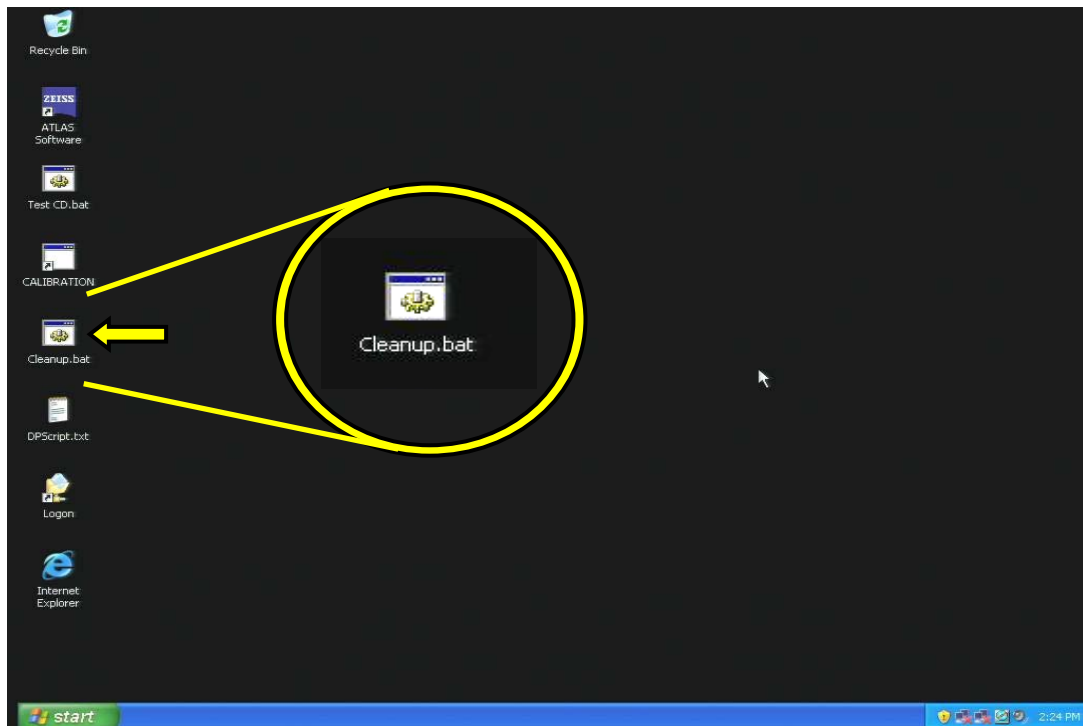 Recycle Bin
ZEISS
ATLAS
Software
Test CD.bat
CALIBRATION
Cleanup.bat
Cleanup.bat
DPScript.txt
Logon
Internet
Explorer
start
2:24 PM